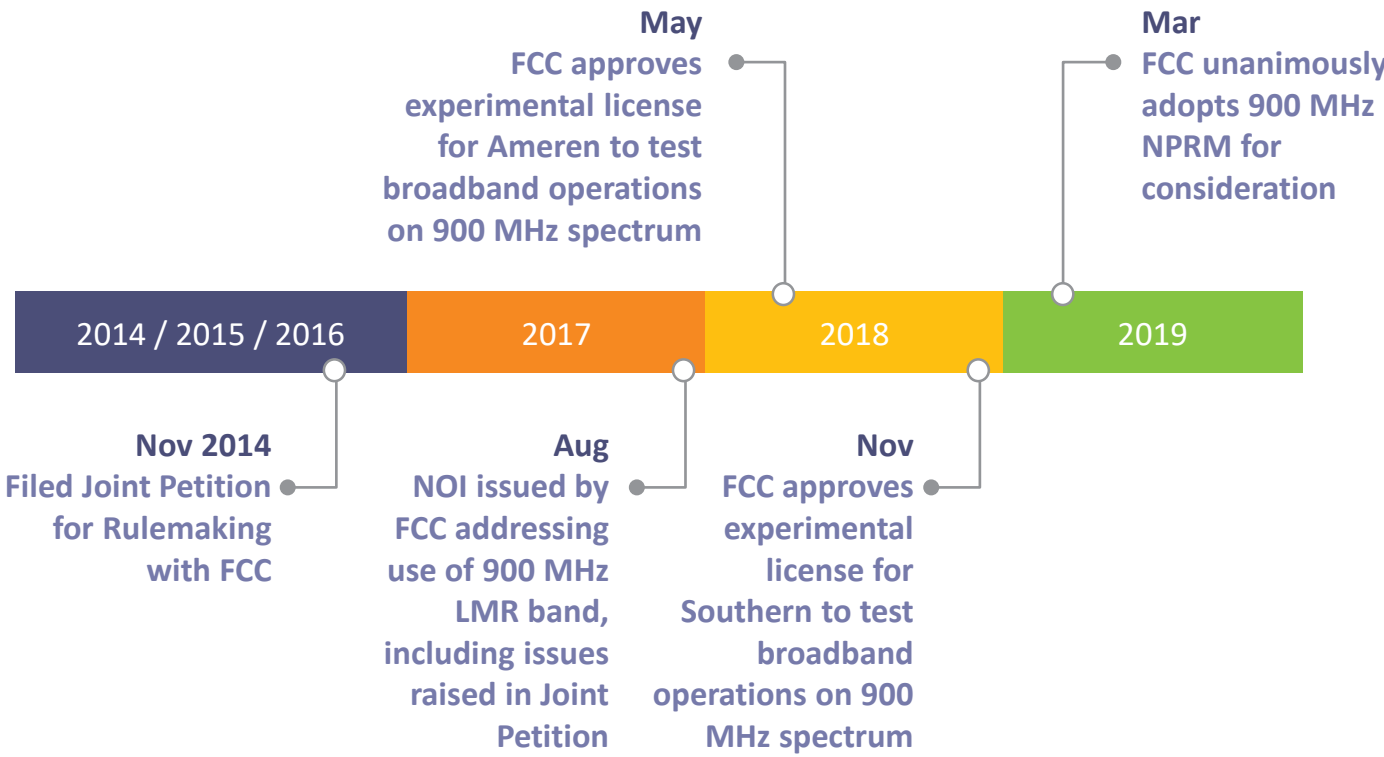 May
FCC approves
experimental license
for Ameren to test
broadband operations
on 900 MHz spectrum
Mar
FCC unanimously
adopts 900 MHz
NPRM for
consideration
2014 / 2015 / 2016
2017
2018
2019
Nov 2014
Filed Joint Petition
for Rulemaking
with FCC
Aug
NOI issued by
FCC addressing
use of 900 MHz
LMR band,
including issues
raised in Joint
Petition
Nov
FCC approves
experimental
license for
Southern to test
broadband
operations on 900
MHz spectrum